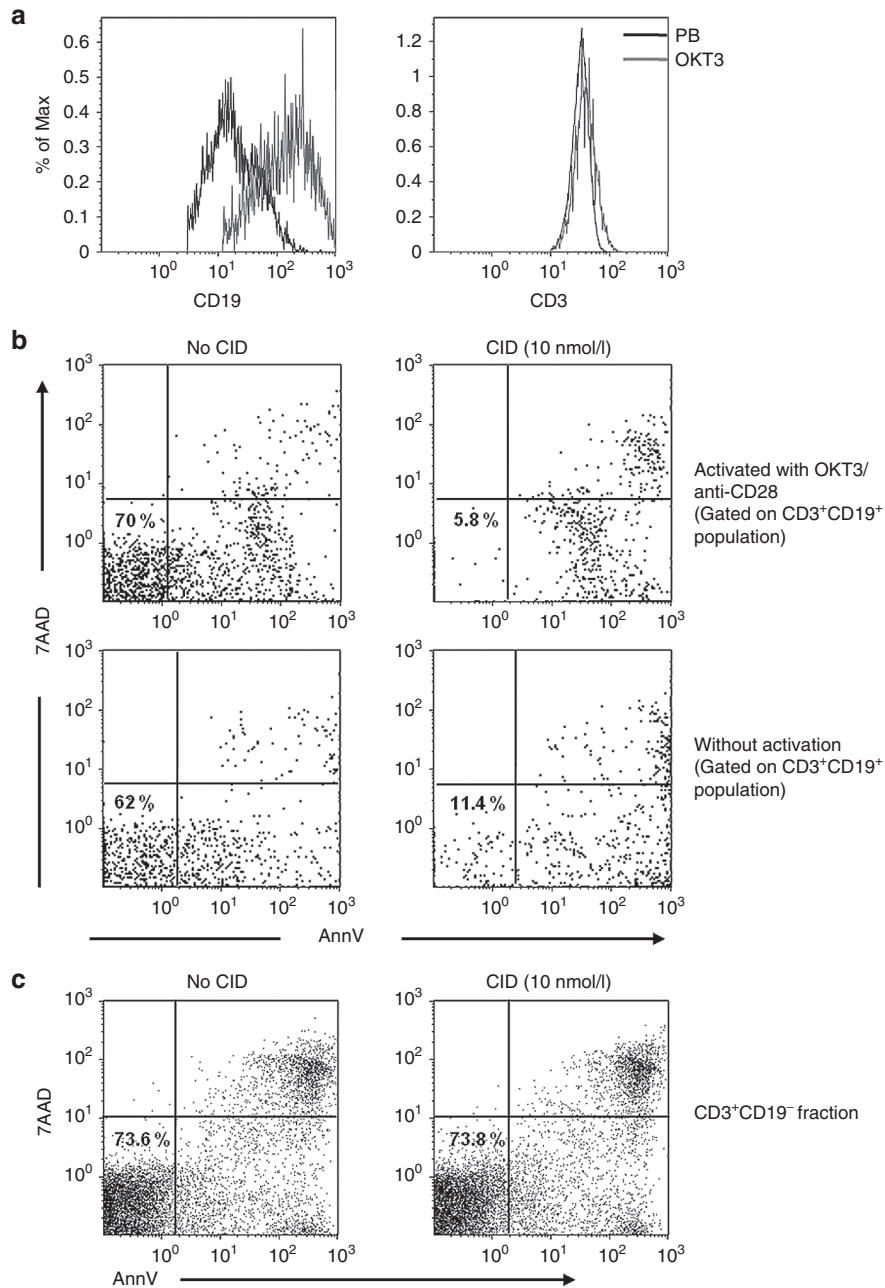 a
PB
OKT3
% of Max
0.6
0.5
0.4
0.3
0.2
0.1
0
10⁰ 10¹ 10² 10³
CD19
1.2
1
0.8
0.6
0.4
0.2
0
10⁰ 10¹ 10² 10³
CD3
b
No CID
CID (10 nmol/l)
10³
10²
10¹
10⁰
70 %
10⁰ 10¹ 10² 10³
10³
10²
10¹
10⁰
5.8 %
10⁰ 10¹ 10² 10³
Activated with OKT3/
anti-CD28
(Gated on CD3⁺CD19⁺
population)
7AAD
10³
10²
10¹
10⁰
62 %
10⁰ 10¹ 10² 10³
10³
10²
10¹
10⁰
11.4 %
10⁰ 10¹ 10² 10³
Without activation
(Gated on CD3⁺CD19⁺
population)
AnnV
c
No CID
CID (10 nmol/l)
7AAD
10³
10²
10¹
10⁰
73.6 %
10⁰ 10¹ 10² 10³
10³
10²
10¹
10⁰
73.8 %
10⁰ 10¹ 10² 10³
CD3⁺CD19⁻ fraction
AnnV